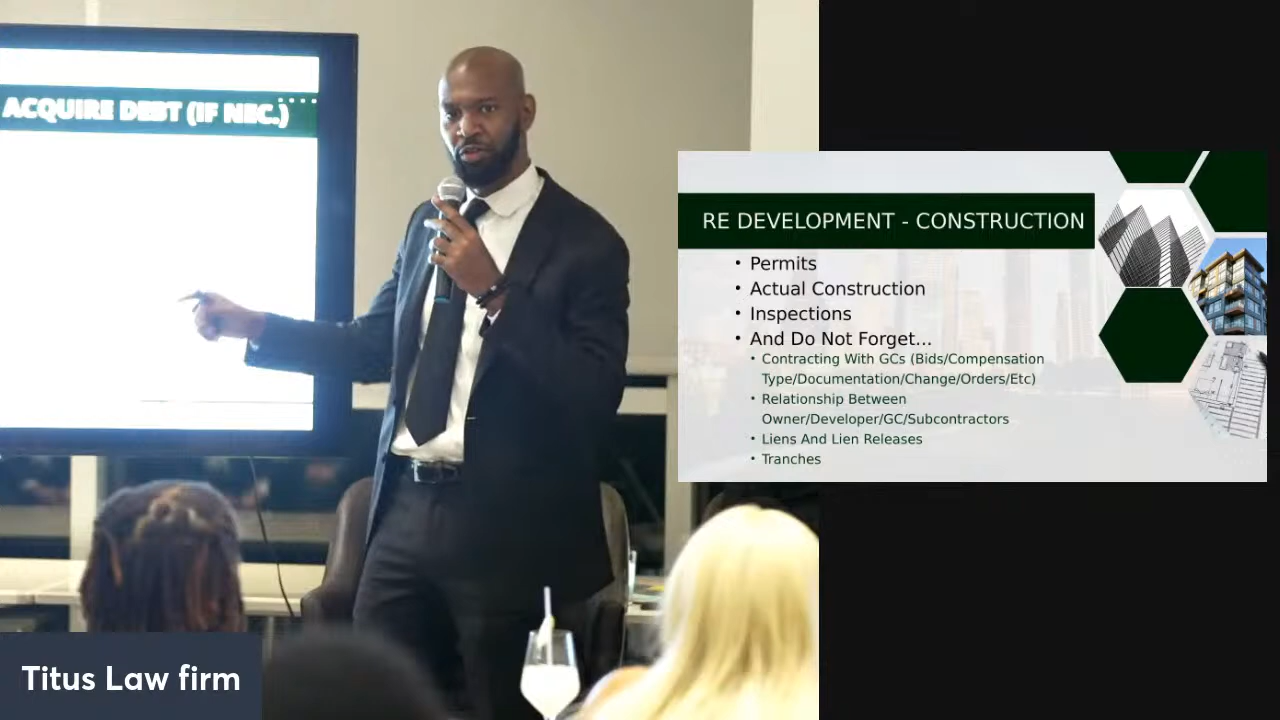 ACQUIRE DEBT (IF NEC.)
RE DEVELOPMENT - CONSTRUCTION
• Permits
• Actual Construction
• Inspections
• And Do Not Forget...
• Contracting With GCs (Bids/Compensation
Type/Documentation/Change/Orders/Etc)
• Relationship Between
Owner/Developer/GC/Subcontractors
• Liens And Lien Releases
• Tranches
Titus Law firm